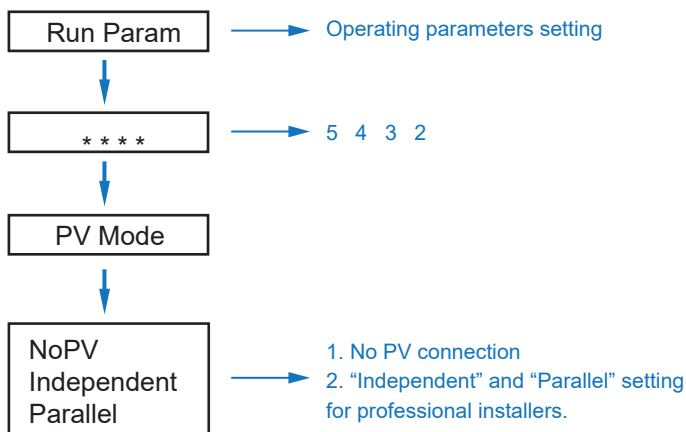 Run Param
Operating parameters setting
* * * *
5 4 3 2
PV Mode
NoPV
Independent
Parallel
1. No PV connection
2. “Independent” and “Parallel” setting
for professional installers.